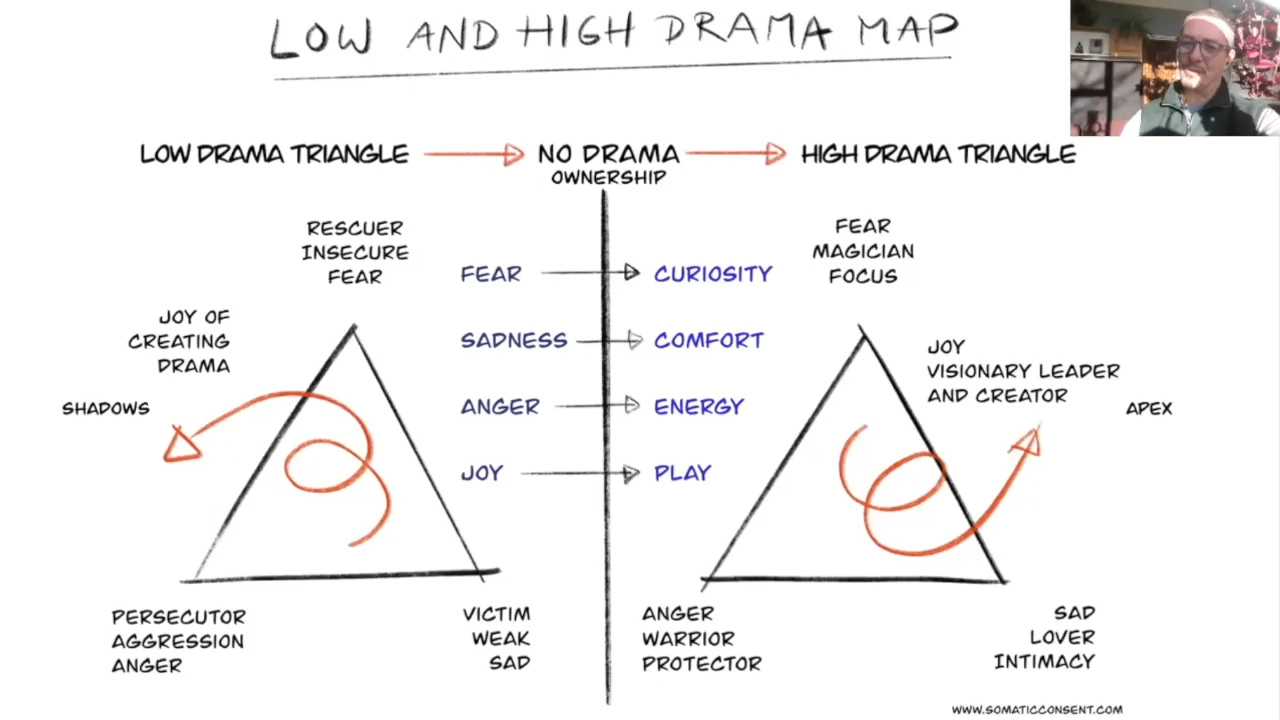 LOW AND HIGH DRAMA MAP
LOW DRAMA TRIANGLE
NO DRAMA
OWNERSHIP
HIGH DRAMA TRIANGLE
RESCUER
INSECURE
FEAR
JOY OF
CREATING
DRAMA
SHADOWS
PERSECUTOR
AGGRESSION
ANGER
VICTIM
WEAK
SAD
FEAR
CURIOSITY
SADNESS
COMFORT
ANGER
ENERGY
JOY
PLAY
FEAR
MAGICIAN
FOCUS
JOY
VISIONARY LEADER
AND CREATOR
APEX
ANGER
WARRIOR
PROTECTOR
SAD
LOVER
INTIMACY
WWW.SOMATICCONSENT.COM